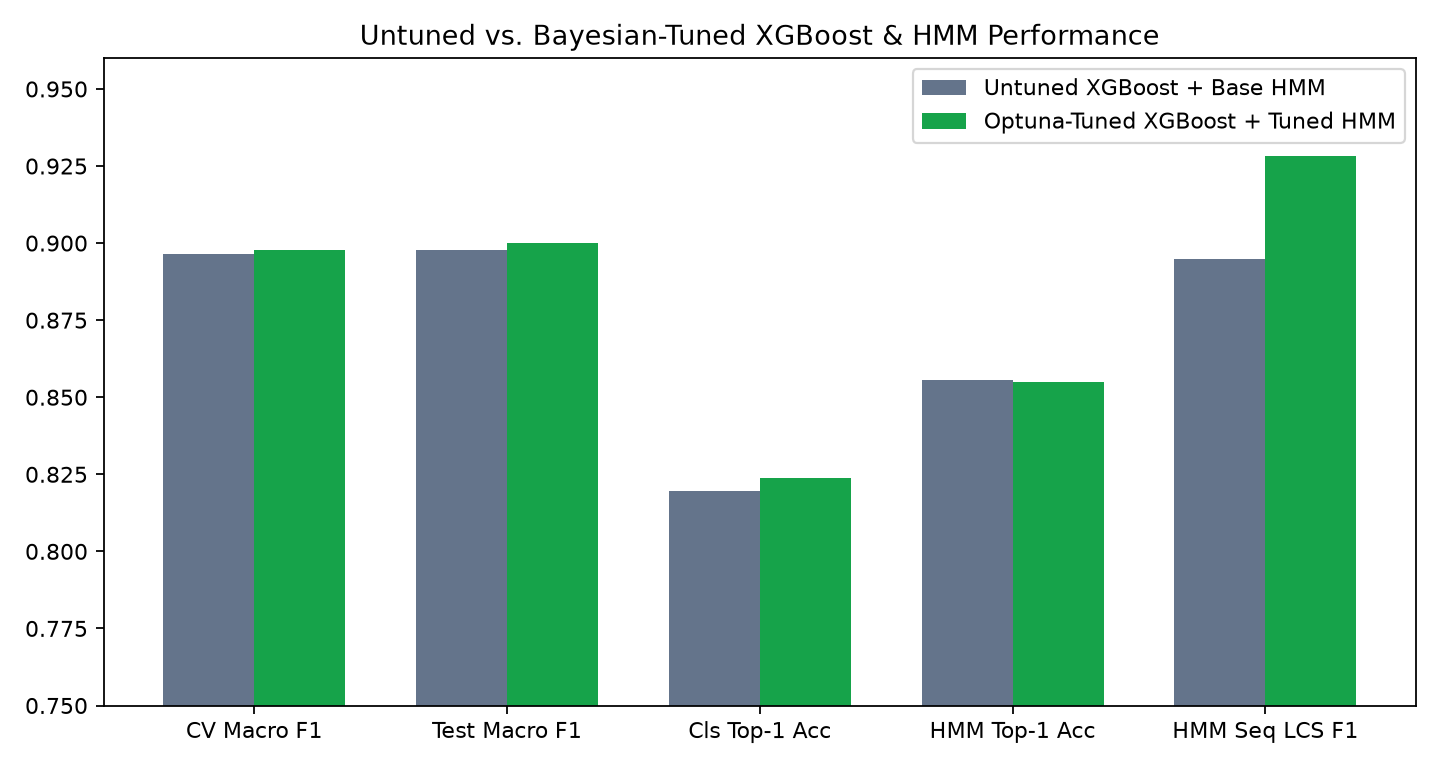 Untuned vs. Bayesian-Tuned XGBoost & HMM Performance
Untuned XGBoost + Base HMM
Optuna-Tuned XGBoost + Tuned HMM
0.950
0.925
0.900
0.875
0.850
0.825
0.800
0.775
0.750
CV Macro F1
Test Macro F1
Cls Top-1 Acc
HMM Top-1 Acc
HMM Seq LCS F1